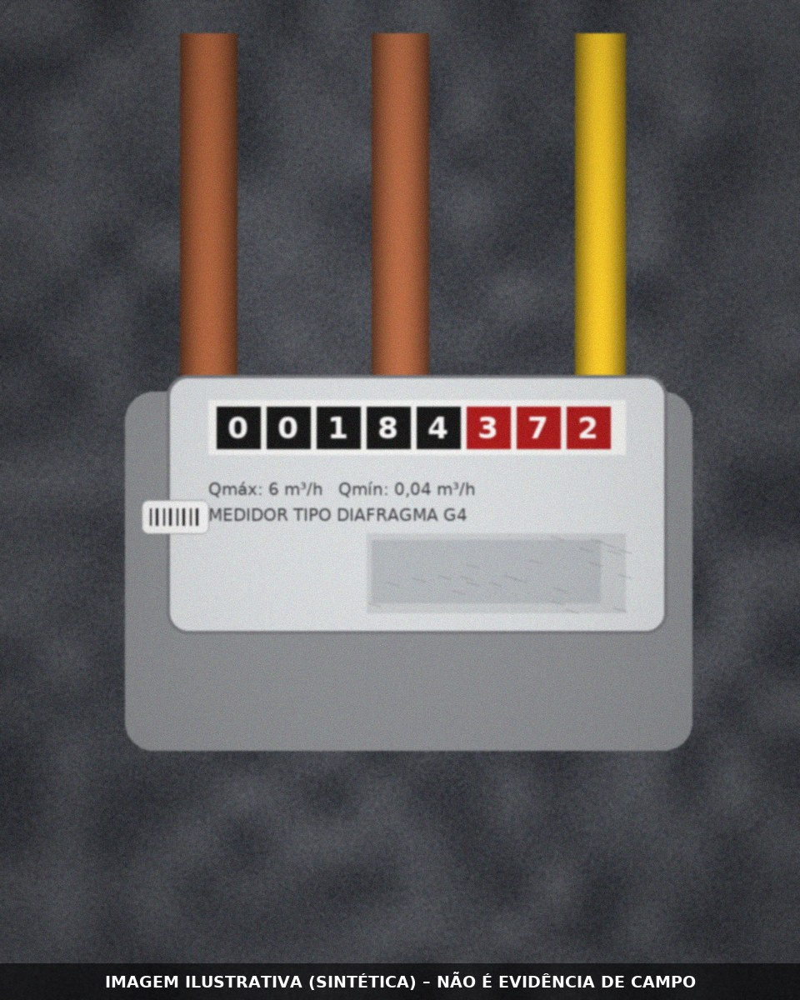 00184372
Qmáx: 6 m³/h Qmín: 0,04 m³/h
MEDIDOR TIPO DIAFRAGMA G4
IMAGEM ILUSTRATIVA (SINTÉTICA) – NÃO É EVIDÊNCIA DE CAMPO